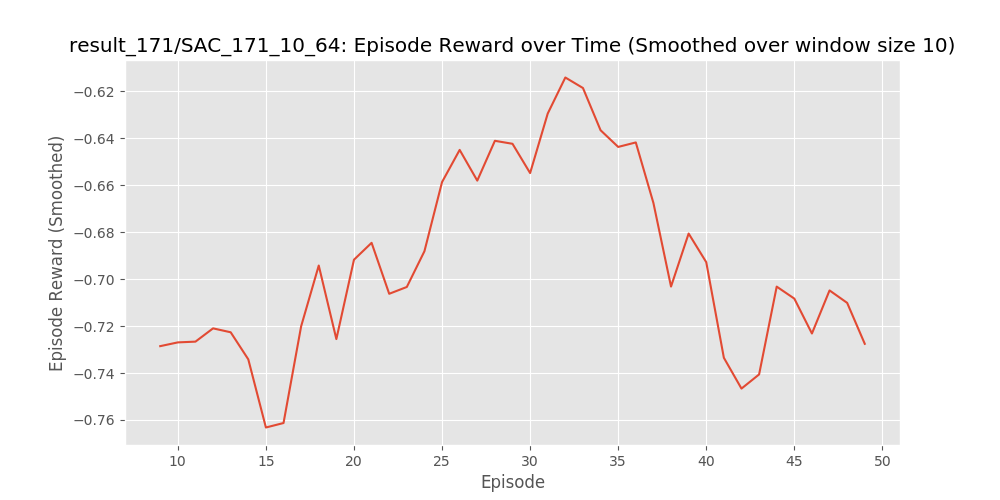 result_171/SAC_171_10_64: Episode Reward over Time (Smoothed over window size 10)
Episode Reward (Smoothed)
−0.62
−0.64
−0.66
−0.68
−0.70
−0.72
−0.74
−0.76
10 15 20 25 30 35 40 45 50
Episode